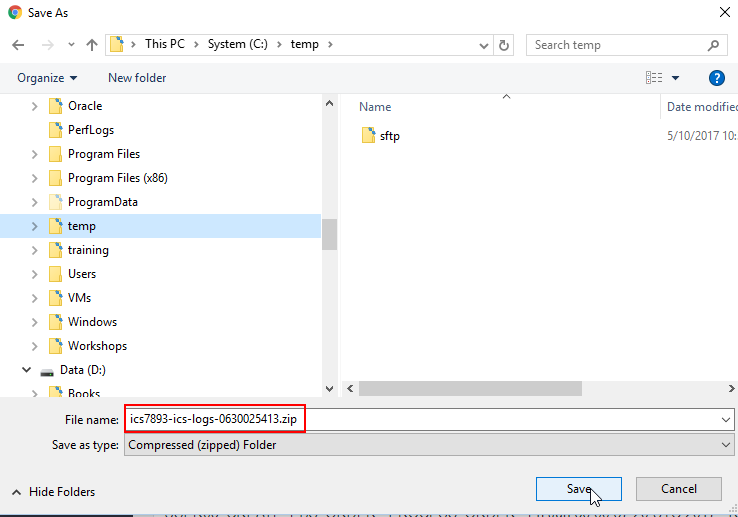 Save As
This PC > System (C:) > temp >
Search temp
Organize
New folder
Name
Date modified
Oracle
PerfLogs
Program Files
Program Files (x86)
ProgramData
temp
training
Users
VMs
Windows
Workshops
Data (D:)
Books
sftp
5/10/2017 10:
File name:
ics7893-ics-logs-0630025413.zip
Save as type:
Compressed (zipped) Folder
Hide Folders
Save
Cancel